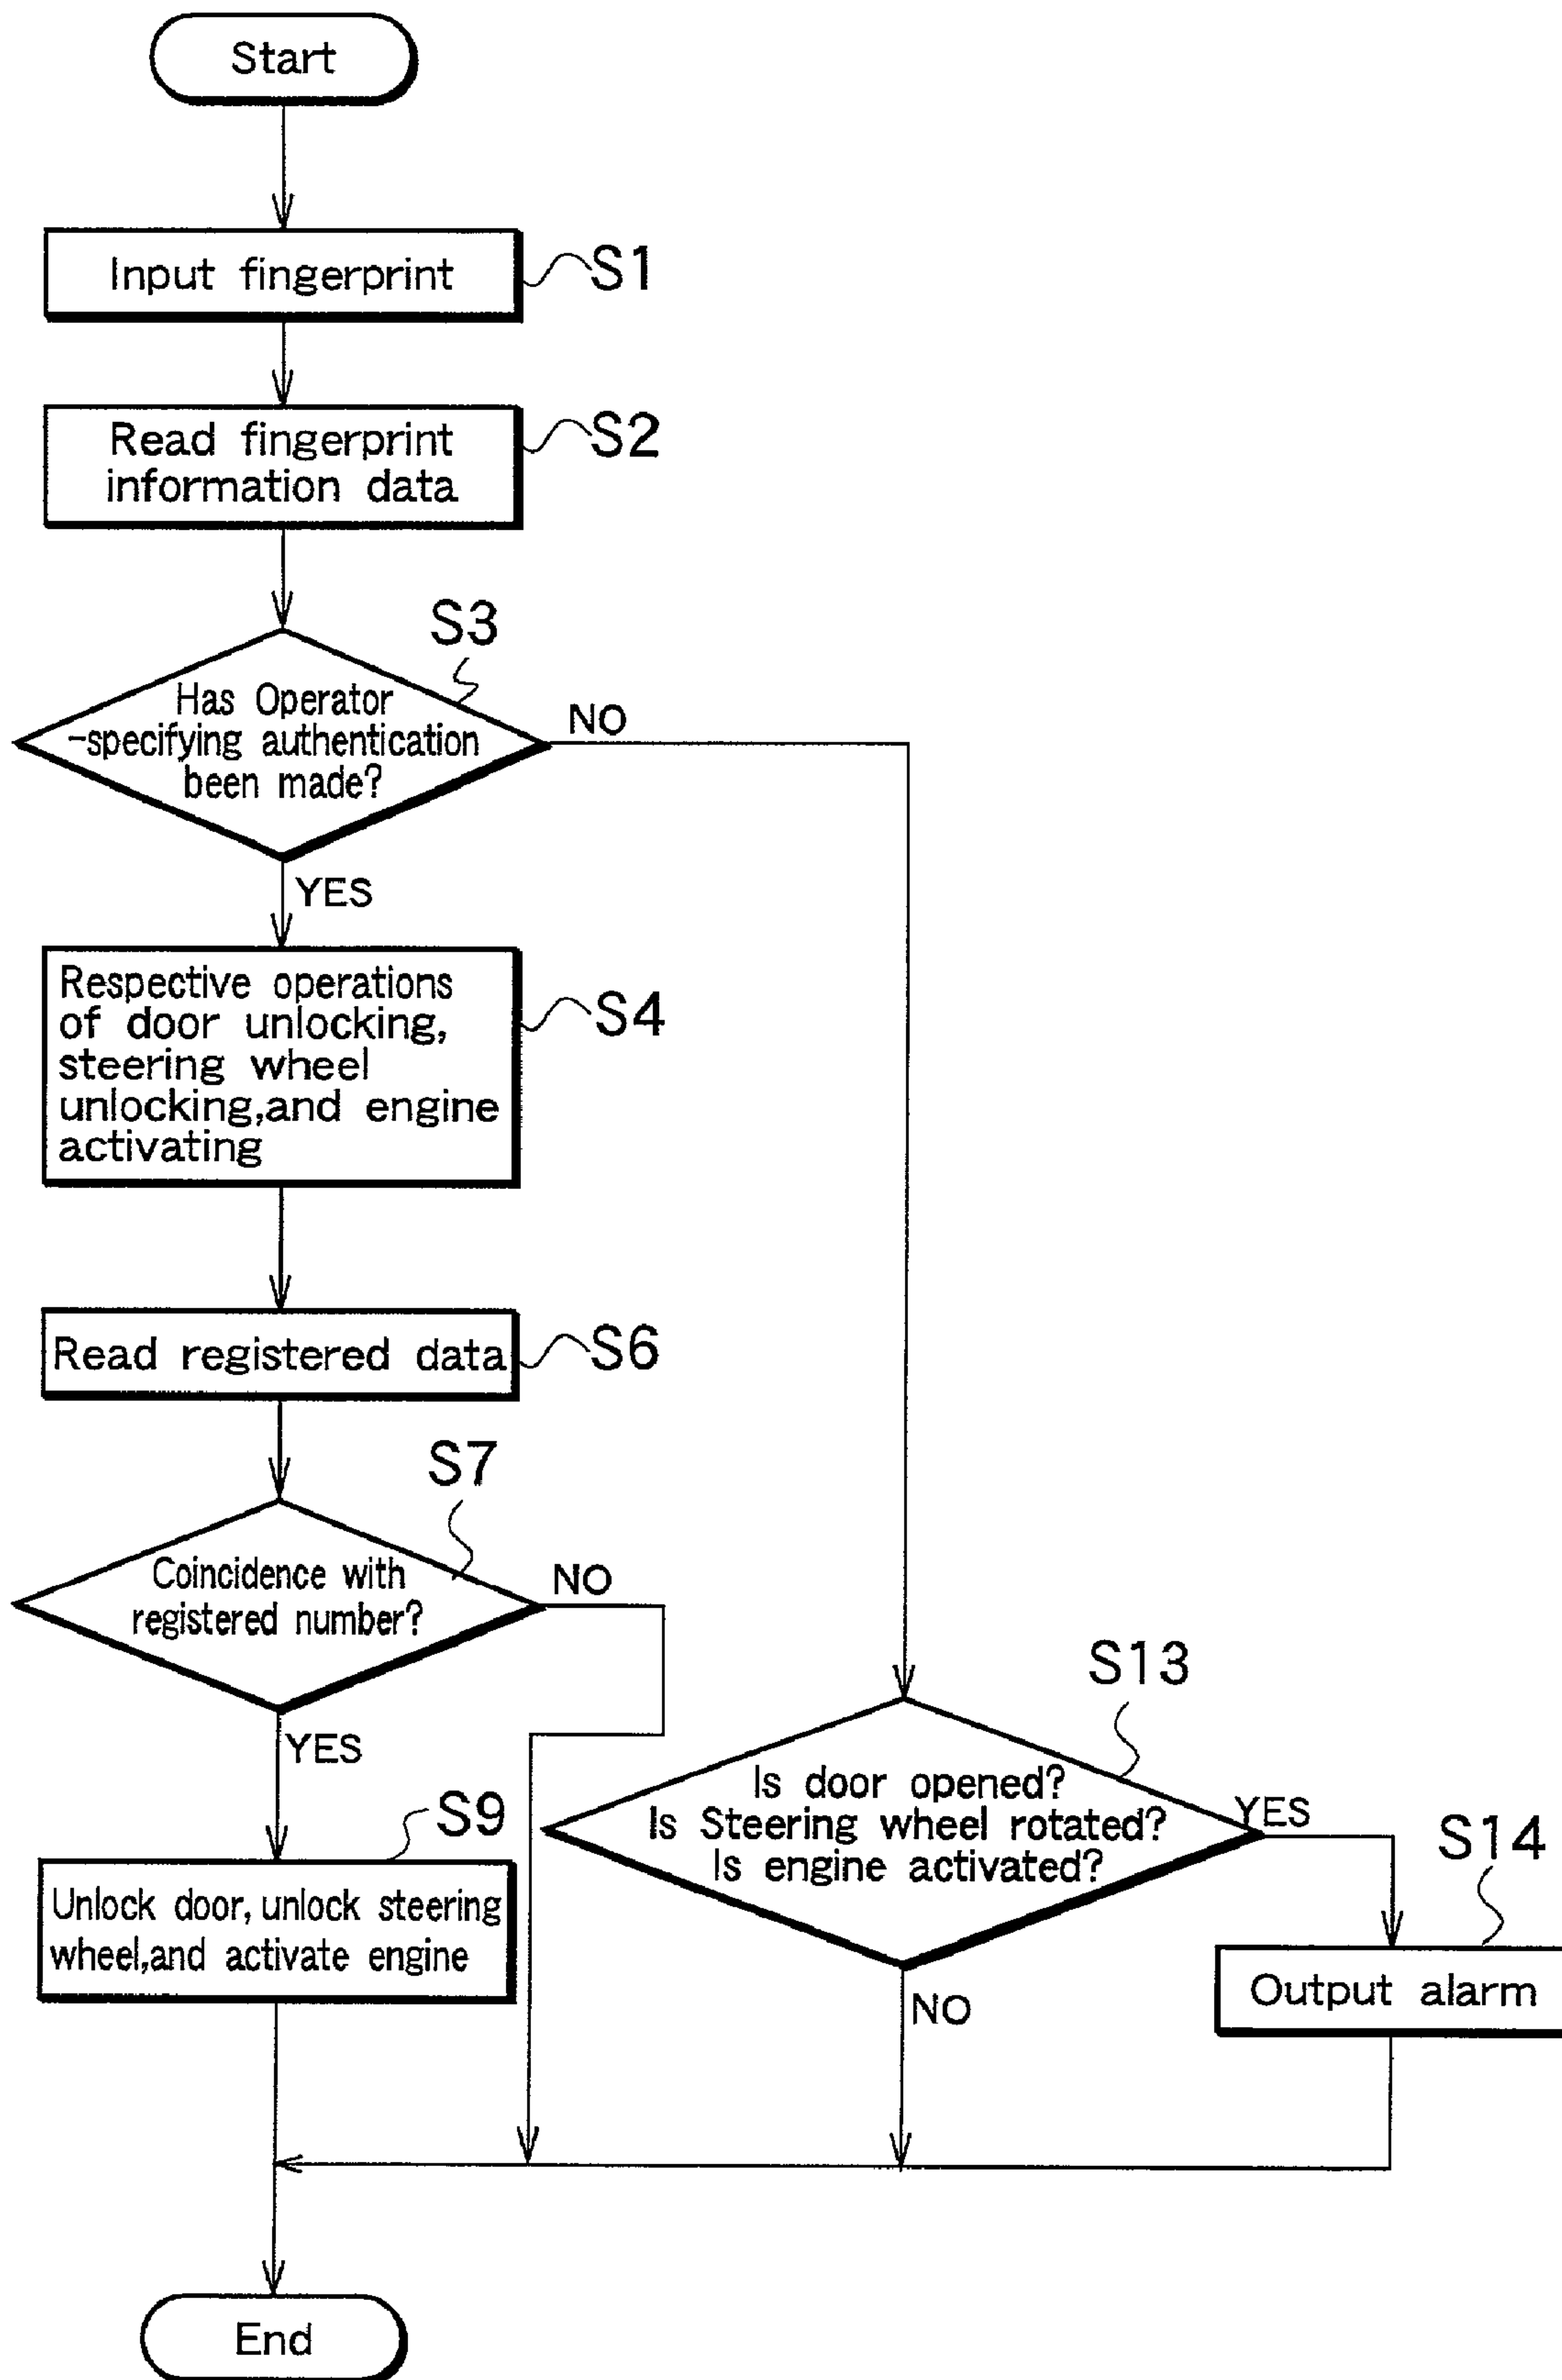 Start
Input fingerprint
S1
Read fingerprint
information data
S2
S3
Has Operator
-specifying authentication
been made?
NO
YES
Respective operations
of door unlocking,
steering wheel
unlocking,and engine
activating
S4
Read registered data
S6
S7
Coincidence with
registered number?
NO
YES
S9
Unlock door, unlock steering
wheel,and activate engine
S13
Is door opened?
Is Steering wheel rotated?
Is engine activated?
YES
NO
S14
Output alarm
End